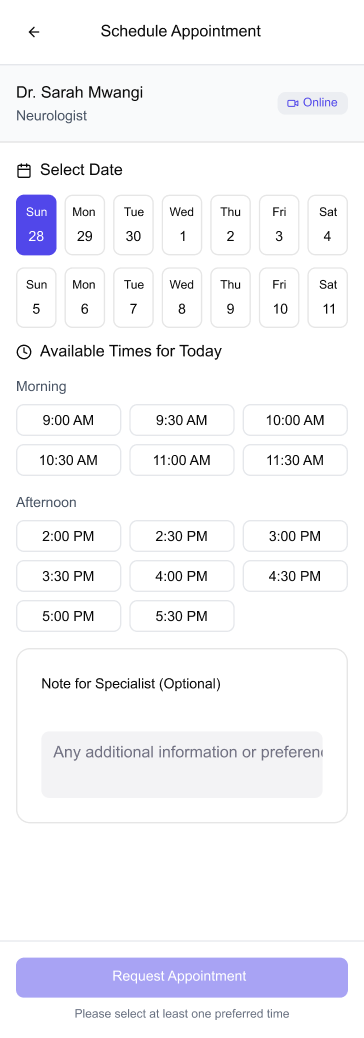 Schedule Appointment
Dr. Sarah Mwangi
Neurologist
Online
Select Date
Sun Mon Tue Wed Thu Fri Sat
28 29 30 1 2 3 4
Sun Mon Tue Wed Thu Fri Sat
5 6 7 8 9 10 11
Available Times for Today
Morning
9:00 AM 9:30 AM 10:00 AM
10:30 AM 11:00 AM 11:30 AM
Afternoon
2:00 PM 2:30 PM 3:00 PM
3:30 PM 4:00 PM 4:30 PM
5:00 PM 5:30 PM
Note for Specialist (Optional)
Any additional information or preferen
Request Appointment
Please select at least one preferred time